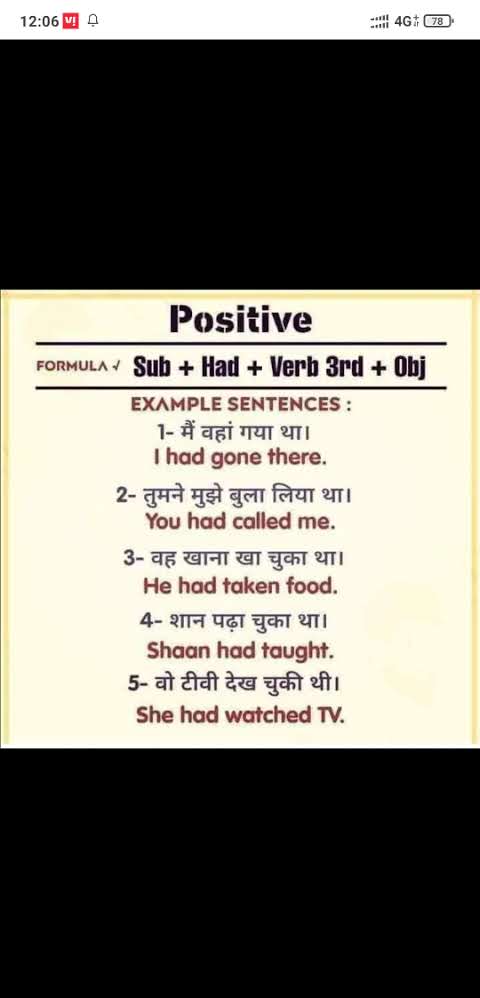 12:06 VI 4G 78
Positive
FORMULA √ Sub + Had + Verb 3rd + Obj
EXAMPLE SENTENCES :
1- मैं वहां गया था।
I had gone there.
2- तुमने मुझे बुला लिया था।
You had called me.
3- वह खाना खा चुका था।
He had taken food.
4- शान पढ़ा चुका था।
Shaan had taught.
5- वो टीवी देख चुकी थी।
She had watched TV.